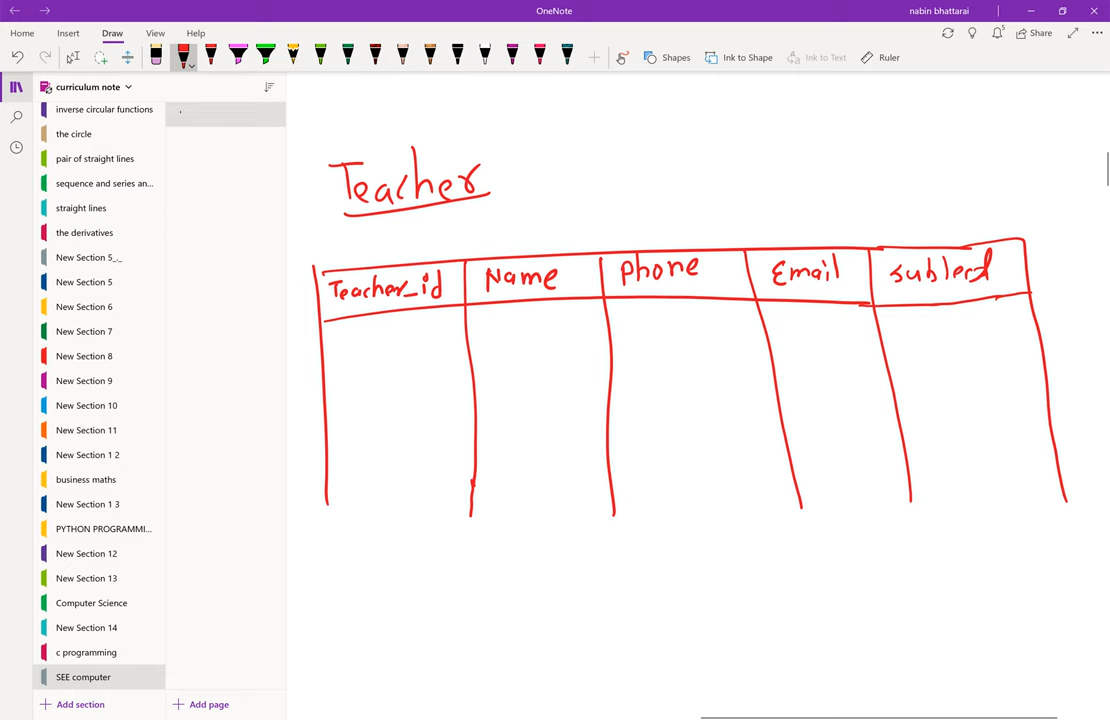 OneNote
nabin bhattarai
Home Insert Draw View Help
Share
Shapes Ink to Shape Ink to Text Ruler
curriculum note
inverse circular functions
the circle
pair of straight lines
sequence and series an...
straight lines
the derivatives
New Section 5_._
New Section 5
New Section 6
New Section 7
New Section 8
New Section 9
New Section 10
New Section 11
New Section 1 2
business maths
New Section 1 3
PYTHON PROGRAMMI...
New Section 12
New Section 13
Computer Science
New Section 14
c programming
SEE computer
Add section
Add page
Teacher
Teacher_id Name Phone Email